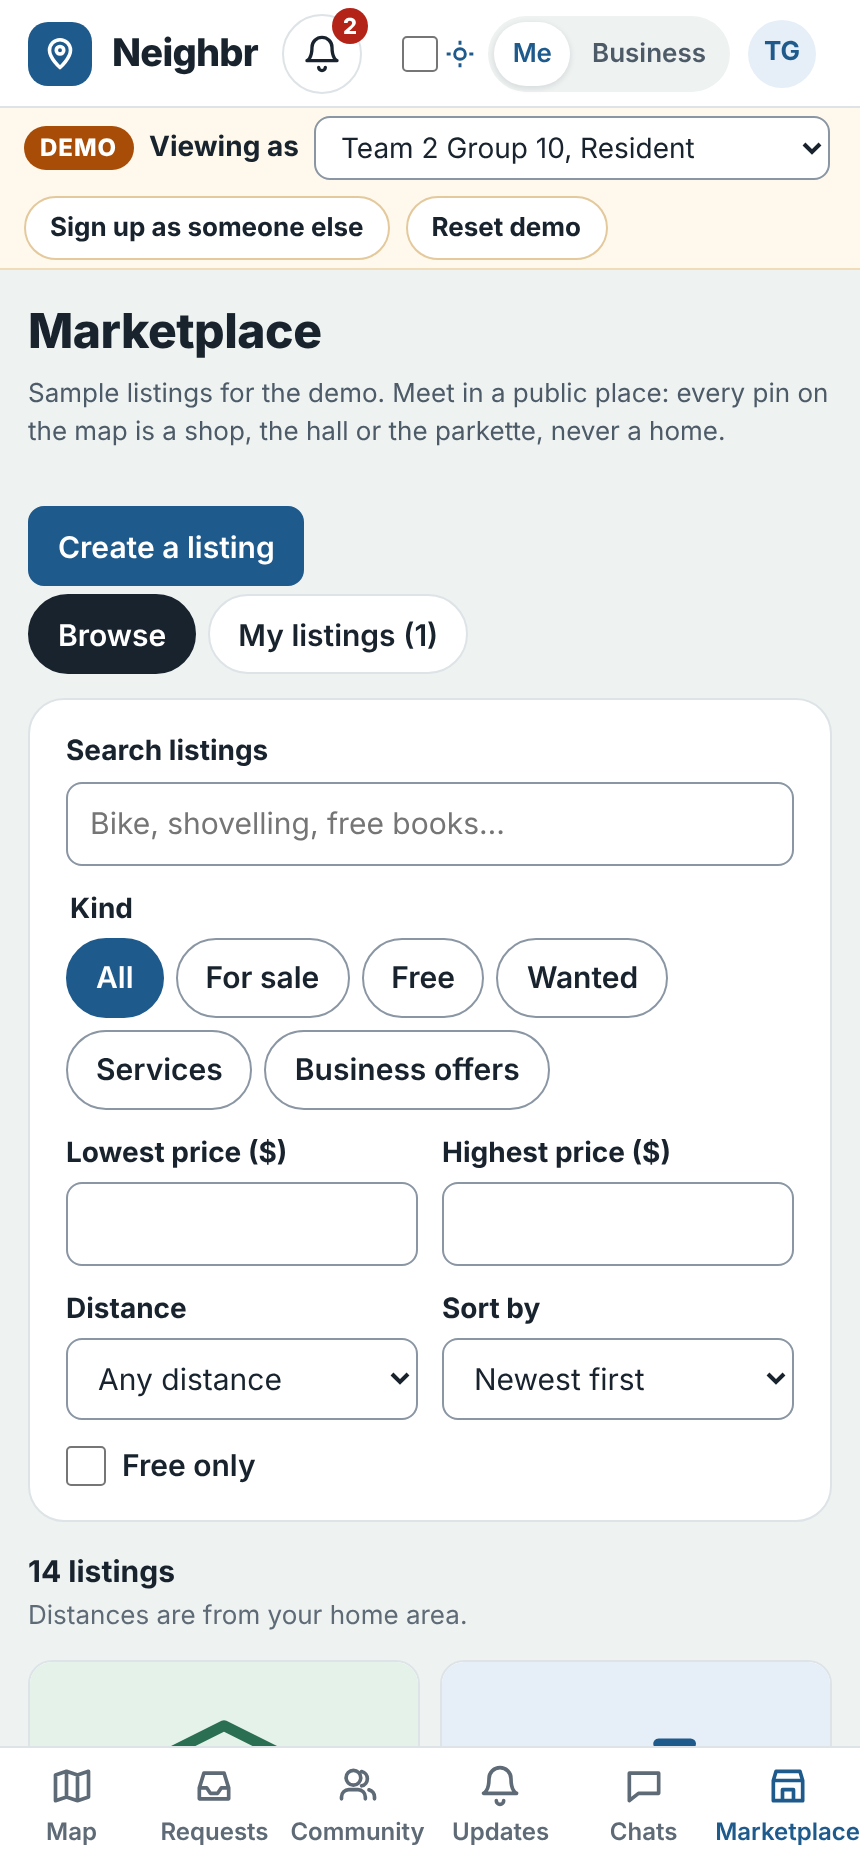 Neighbr
2
Me
Business
TG
DEMO
Viewing as
Team 2 Group 10, Resident
Sign up as someone else
Reset demo
Marketplace
Sample listings for the demo. Meet in a public place: every pin on
the map is a shop, the hall or the parkette, never a home.
Create a listing
Browse
My listings (1)
Search listings
Bike, shovelling, free books...
Kind
All
For sale
Free
Wanted
Services
Business offers
Lowest price ($)
Highest price ($)
Distance
Sort by
Any distance
Newest first
Free only
14 listings
Distances are from your home area.
Map
Requests
Community
Updates
Chats
Marketplace